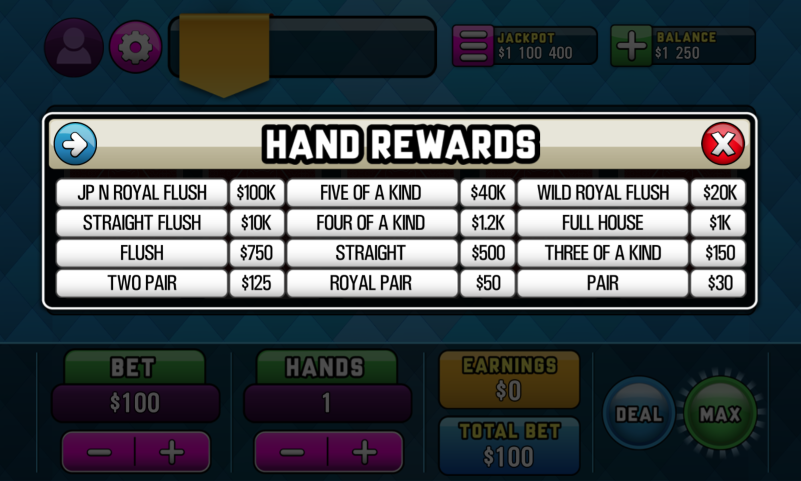 JACKPOT
$1 100 400
BALANCE
$1 250
HAND REWARDS
JP N ROYAL FLUSH $100K FIVE OF A KIND $40K WILD ROYAL FLUSH $20K
STRAIGHT FLUSH $10K FOUR OF A KIND $1.2K FULL HOUSE $1K
FLUSH $750 STRAIGHT $500 THREE OF A KIND $150
TWO PAIR $125 ROYAL PAIR $50 PAIR $30
BET
$100
HANDS
1
EARNINGS
$0
TOTAL BET
$100
DEAL
MAX